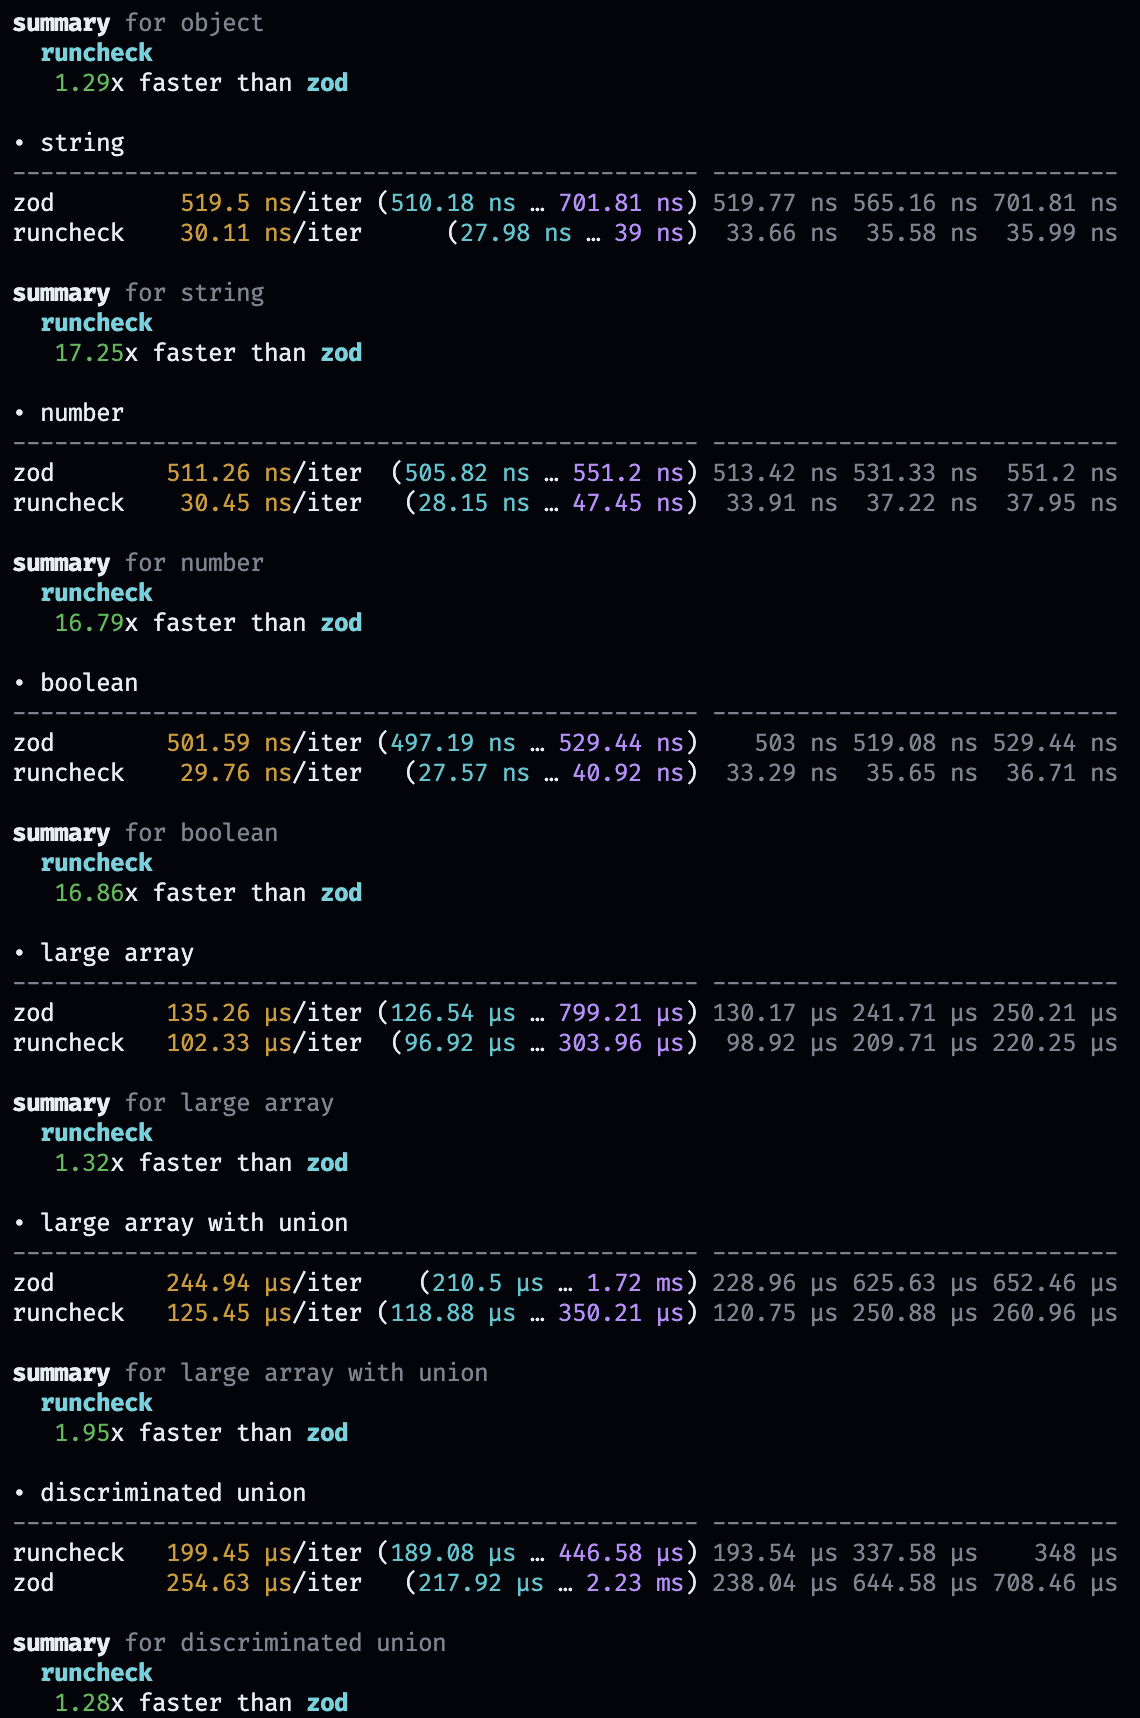 summary for object
runcheck
1.29x faster than zod
• string
------------------------------------------------- -----------------------------
zod 519.5 ns/iter (510.18 ns … 701.81 ns) 519.77 ns 565.16 ns 701.81 ns
runcheck 30.11 ns/iter (27.98 ns … 39 ns) 33.66 ns 35.58 ns 35.99 ns
summary for string
runcheck
17.25x faster than zod
• number
------------------------------------------------- -----------------------------
zod 511.26 ns/iter (505.82 ns … 551.2 ns) 513.42 ns 531.33 ns 551.2 ns
runcheck 30.45 ns/iter (28.15 ns … 47.45 ns) 33.91 ns 37.22 ns 37.95 ns
summary for number
runcheck
16.79x faster than zod
• boolean
------------------------------------------------- -----------------------------
zod 501.59 ns/iter (497.19 ns … 529.44 ns) 503 ns 519.08 ns 529.44 ns
runcheck 29.76 ns/iter (27.57 ns … 40.92 ns) 33.29 ns 35.65 ns 36.71 ns
summary for boolean
runcheck
16.86x faster than zod
• large array
------------------------------------------------- -----------------------------
zod 135.26 µs/iter (126.54 µs … 799.21 µs) 130.17 µs 241.71 µs 250.21 µs
runcheck 102.33 µs/iter (96.92 µs … 303.96 µs) 98.92 µs 209.71 µs 220.25 µs
summary for large array
runcheck
1.32x faster than zod
• large array with union
------------------------------------------------- -----------------------------
zod 244.94 µs/iter (210.5 µs … 1.72 ms) 228.96 µs 625.63 µs 652.46 µs
runcheck 125.45 µs/iter (118.88 µs … 350.21 µs) 120.75 µs 250.88 µs 260.96 µs
summary for large array with union
runcheck
1.95x faster than zod
• discriminated union
------------------------------------------------- -----------------------------
runcheck 199.45 µs/iter (189.08 µs … 446.58 µs) 193.54 µs 337.58 µs 348 µs
zod 254.63 µs/iter (217.92 µs … 2.23 ms) 238.04 µs 644.58 µs 708.46 µs
summary for discriminated union
runcheck
1.28x faster than zod